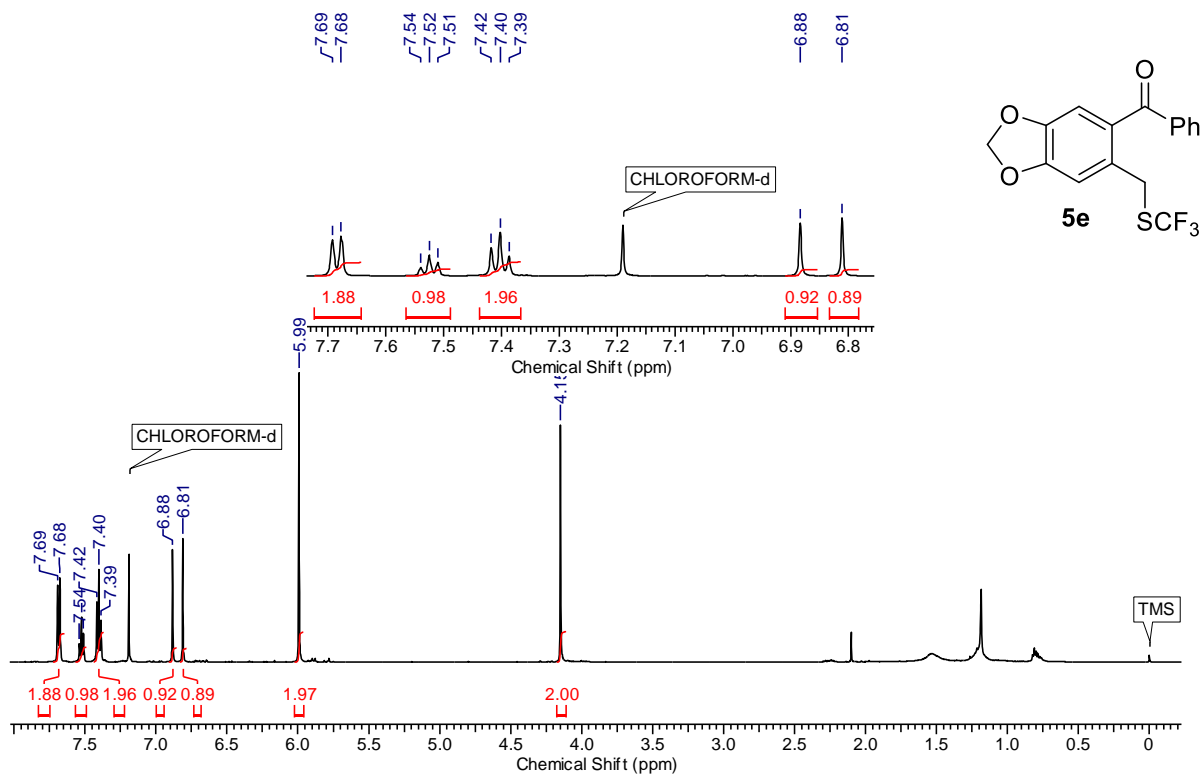 7.69
7.68
7.54
7.52
7.51
7.42
7.40
7.39
6.88
6.81
O
Ph
O
O
S
CF3
5e
CHLOROFORM-d
1.88 0.98 1.96 0.92 0.89
7.7 7.6 7.5 7.4 7.3 7.2 7.1 7.0 6.9 6.8
Chemical Shift (ppm)
5.99
4.15
CHLOROFORM-d
7.69
7.68
7.54
7.42
7.40
7.39
6.88
6.81
TMS
1.88 0.98 1.96 0.92 0.89 1.97 2.00
7.5 7.0 6.5 6.0 5.5 5.0 4.5 4.0 3.5 3.0 2.5 2.0 1.5 1.0 0.5 0
Chemical Shift (ppm)